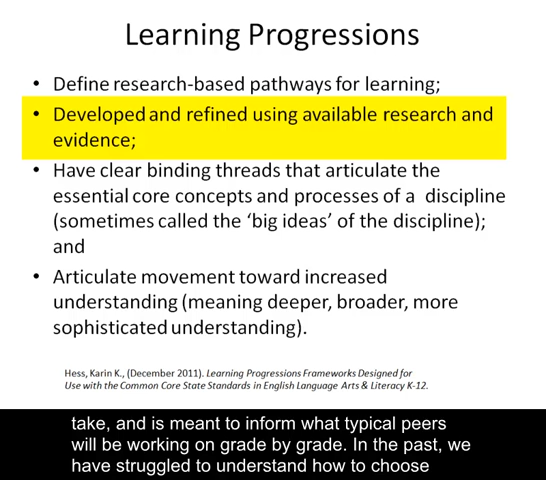 Learning Progressions
• Define research-based pathways for learning;
• Developed and refined using available research and
evidence;
• Have clear binding threads that articulate the
essential core concepts and processes of a discipline
(sometimes called the 'big ideas' of the discipline);
and
• Articulate movement toward increased
understanding (meaning deeper, broader, more
sophisticated understanding).
Hess, Karin K., (December 2011). Learning Progressions Frameworks Designed for
Use with the Common Core State Standards in English Language Arts & Literacy K-12.
take, and is meant to inform what typical peers
will be working on grade by grade. In the past, we
have struggled to understand how to choose